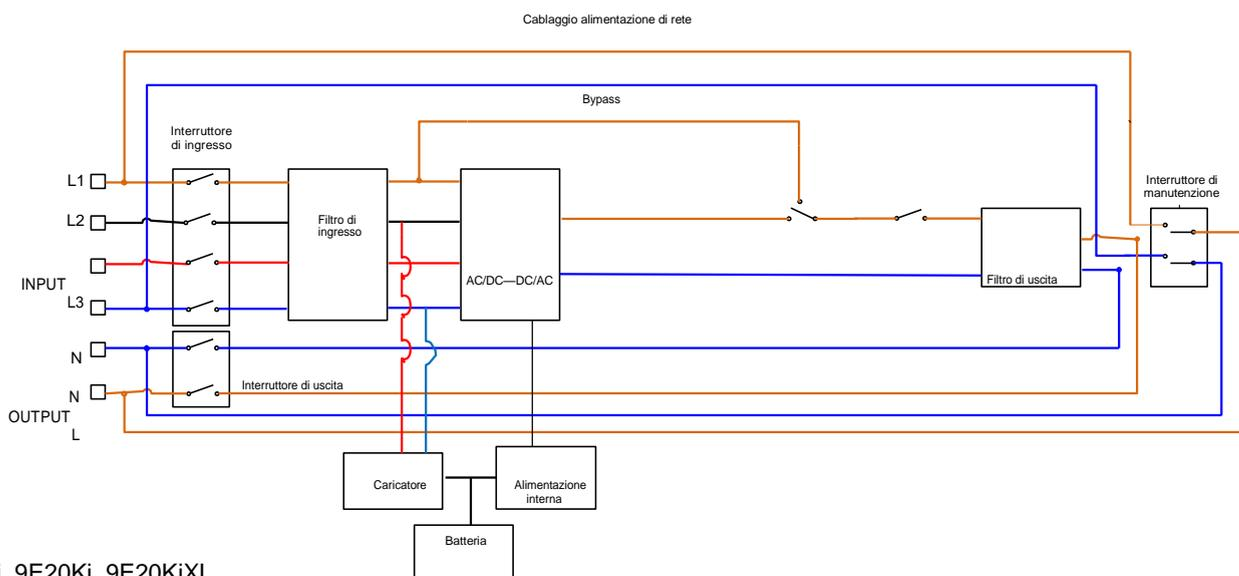 Cablaggio alimentazione di rete
Bypass
Interruttore
di ingresso
Interruttore di
manutenzione
L1
L2
Filtro di
ingresso
INPUT
AC/DC—DC/AC
Filtro di uscita
L3
N
Interruttore di uscita
N
OUTPUT
L
Caricatore
Alimentazione
interna
Batteria
9E20Ki, 9E20KiXL